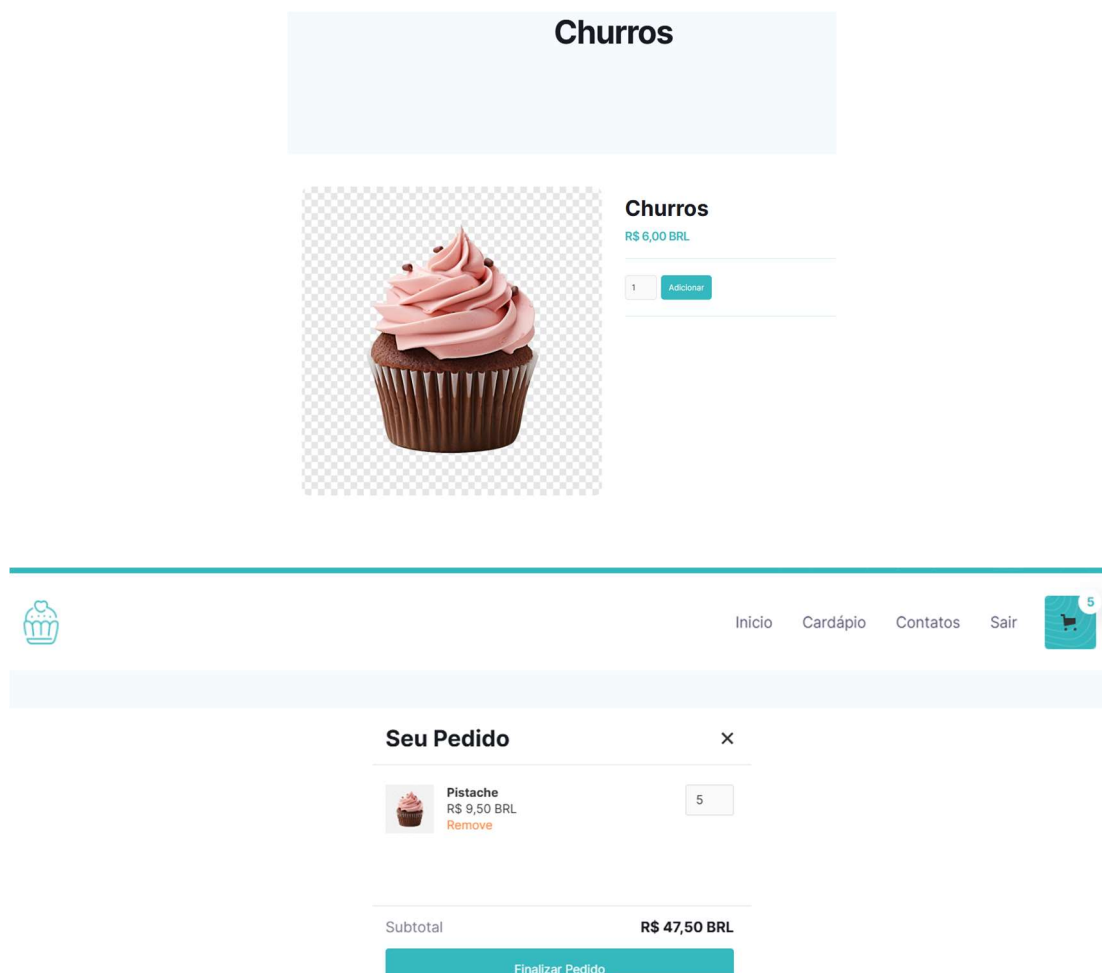 Churros
Churros
R$ 6,00 BRL
1
Adicionar
Inicio
Cardápio
Contatos
Sair
5
Seu Pedido
Pistache
R$ 9,50 BRL
Remove
5
Subtotal
R$ 47,50 BRL
Finalizar Pedido